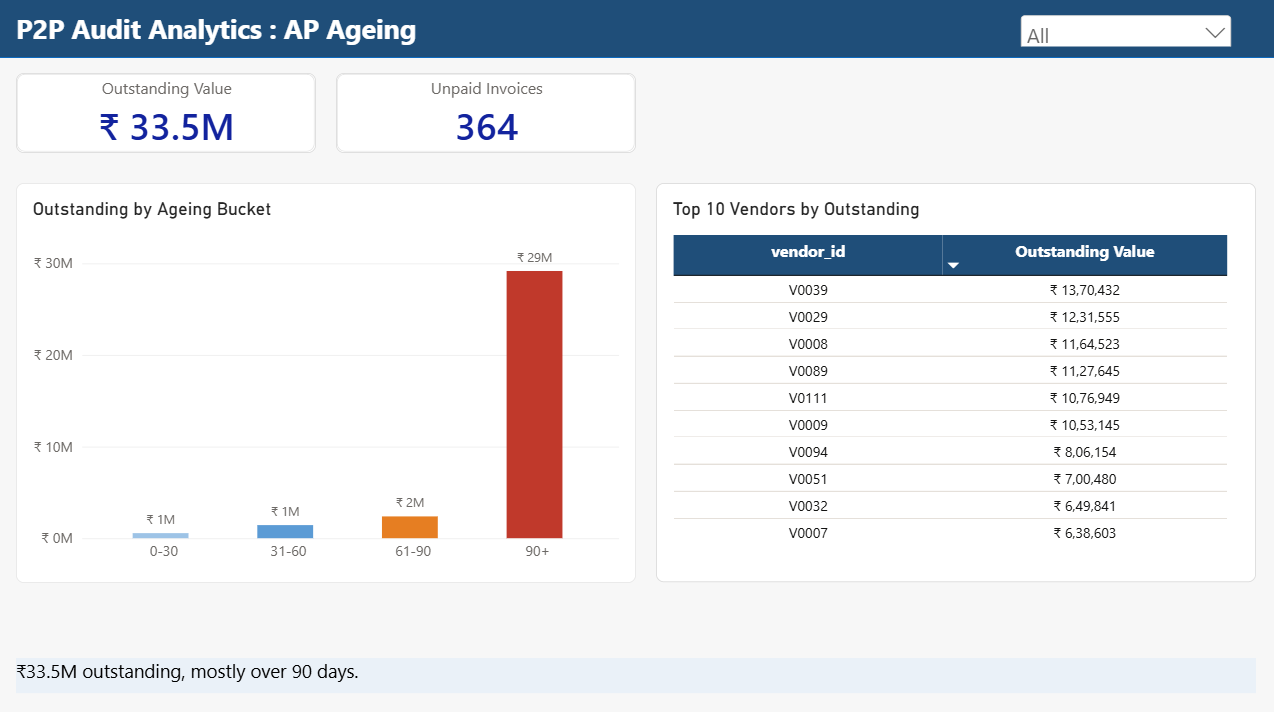 P2P Audit Analytics : AP Ageing
All
Outstanding Value
₹ 33.5M
Unpaid Invoices
364
Outstanding by Ageing Bucket
₹ 30M
₹ 20M
₹ 10M
₹ 0M
₹ 1M
₹ 1M
₹ 2M
₹ 29M
0-30 31-60 61-90 90+
Top 10 Vendors by Outstanding
vendor_id Outstanding Value
V0039 ₹ 13,70,432
V0029 ₹ 12,31,555
V0008 ₹ 11,64,523
V0089 ₹ 11,27,645
V0111 ₹ 10,76,949
V0009 ₹ 10,53,145
V0094 ₹ 8,06,154
V0051 ₹ 7,00,480
V0032 ₹ 6,49,841
V0007 ₹ 6,38,603
₹33.5M outstanding, mostly over 90 days.